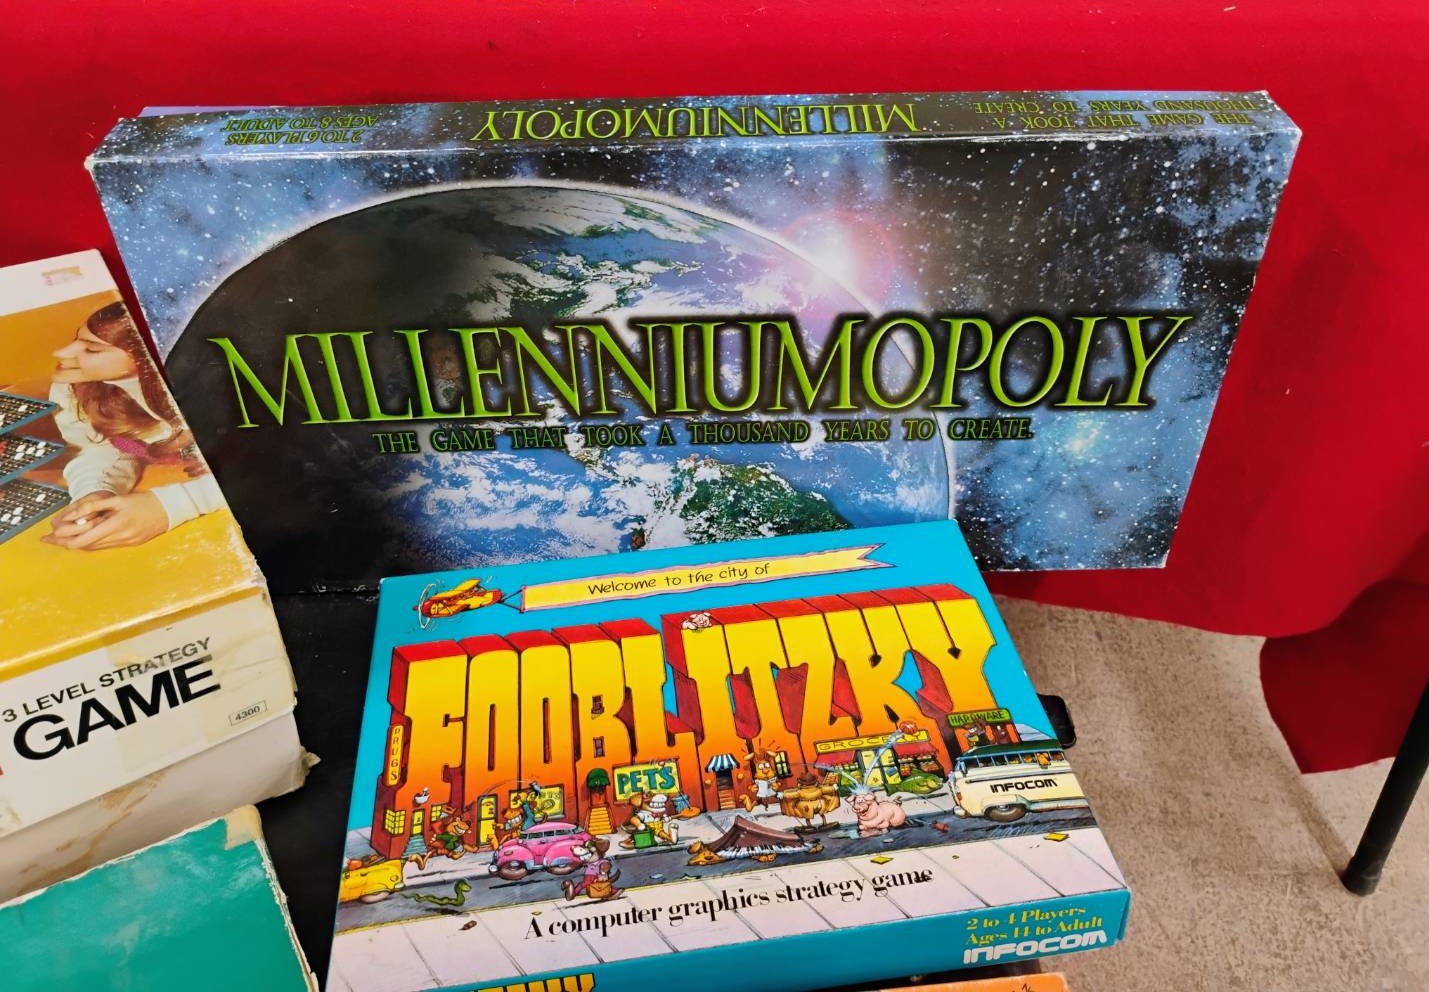 THE GAME THAT TOOK A
THOUSAND YEARS TO CREATE
MILLENNIUMOPOLY
2 TO 6 PLAYERS
AGES 8 TO ADULT
MILLENNIUMOPOLY
THE GAME THAT TOOK A THOUSAND YEARS TO CREATE.
3 LEVEL STRATEGY
GAME
4300
Welcome to the city of
FOOBLITZKY
DRUGS
PETS
GROCERY
HARDWARE
INFOCOM
A computer graphics strategy game
2 to 4 Players
Ages 14 to Adult
INFOCOM